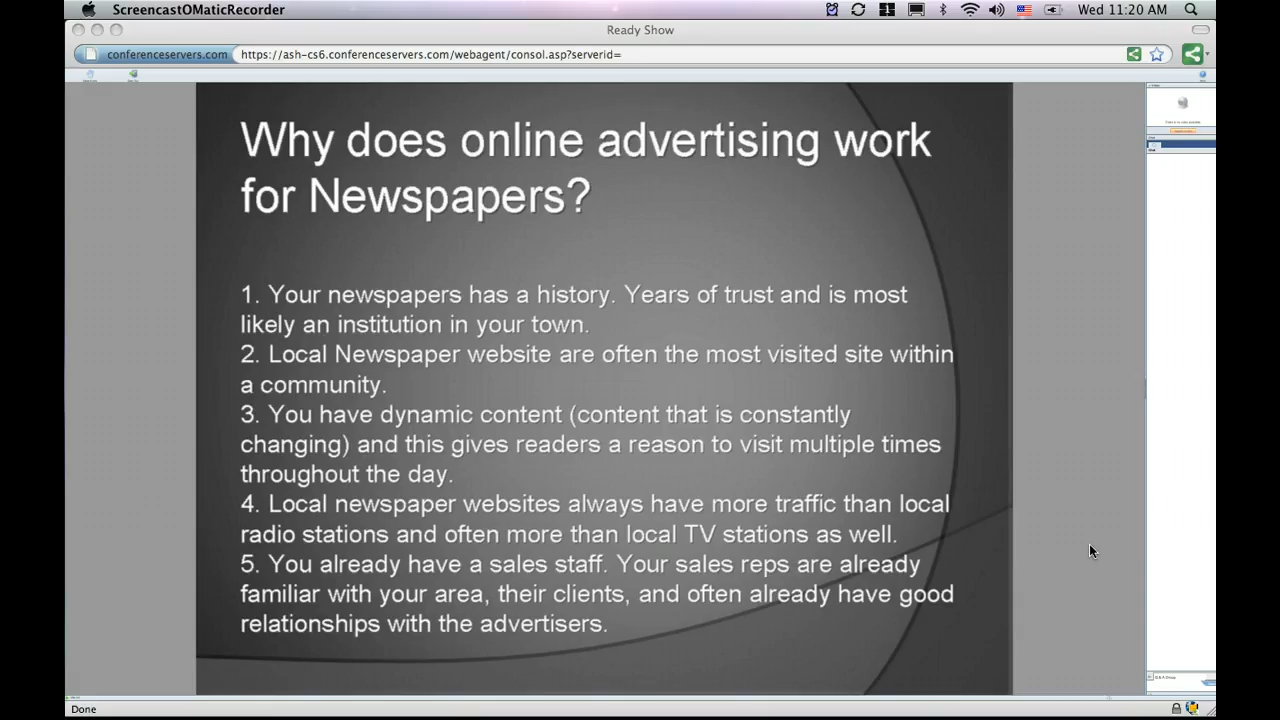 ScreencastOMaticRecorder
Wed 11:20 AM
Ready Show
conferenceservers.com
https://ash-cs6.conferenceservers.com/webagent/consol.asp?serverid=
Why does online advertising work
for Newspapers?
1. Your newspapers has a history. Years of trust and is most
likely an institution in your town.
2. Local Newspaper website are often the most visited site within
a community.
3. You have dynamic content (content that is constantly
changing) and this gives readers a reason to visit multiple times
throughout the day.
4. Local newspaper websites always have more traffic than local
radio stations and often more than local TV stations as well.
5. You already have a sales staff. Your sales reps are already
familiar with your area, their clients, and often already have good
relationships with the advertisers.
Done